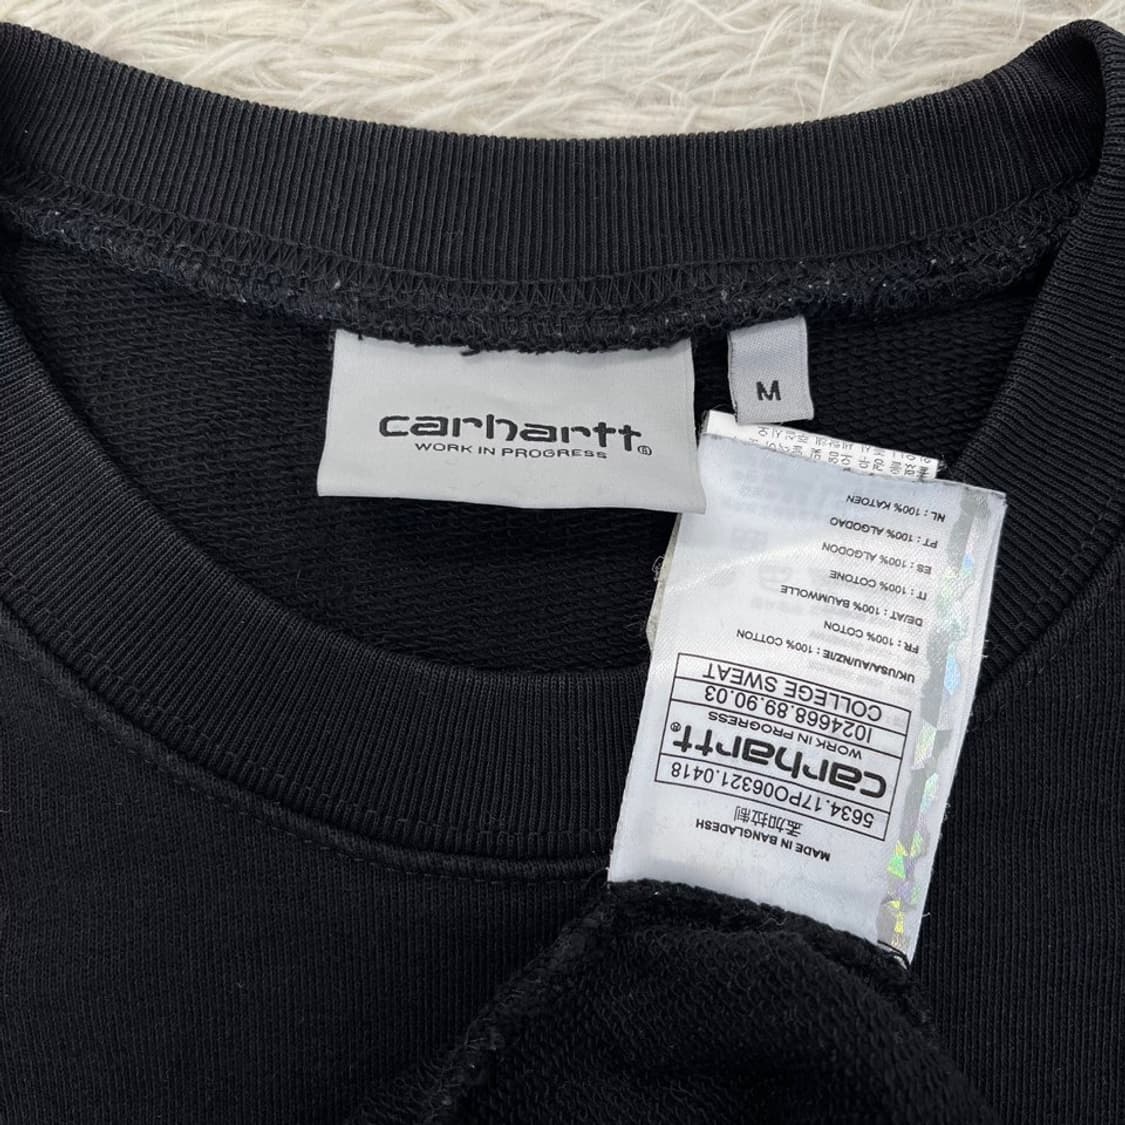 carhartt®
WORK IN PROGRESS
M
MADE IN BANGLADESH
孟加拉制
5634.17PO06321.0418
carhartt®
WORK IN PROGRESS
I024668.89.90.03
COLLEGE SWEAT
UK/USA/AU/NZ/IE : 100% COTTON
FR : 100% COTON
DE/AT : 100% BAUMWOLLE
IT : 100% COTONE
ES : 100% ALGODON
PT : 100% ALGODAO
NL : 100% KATOEN